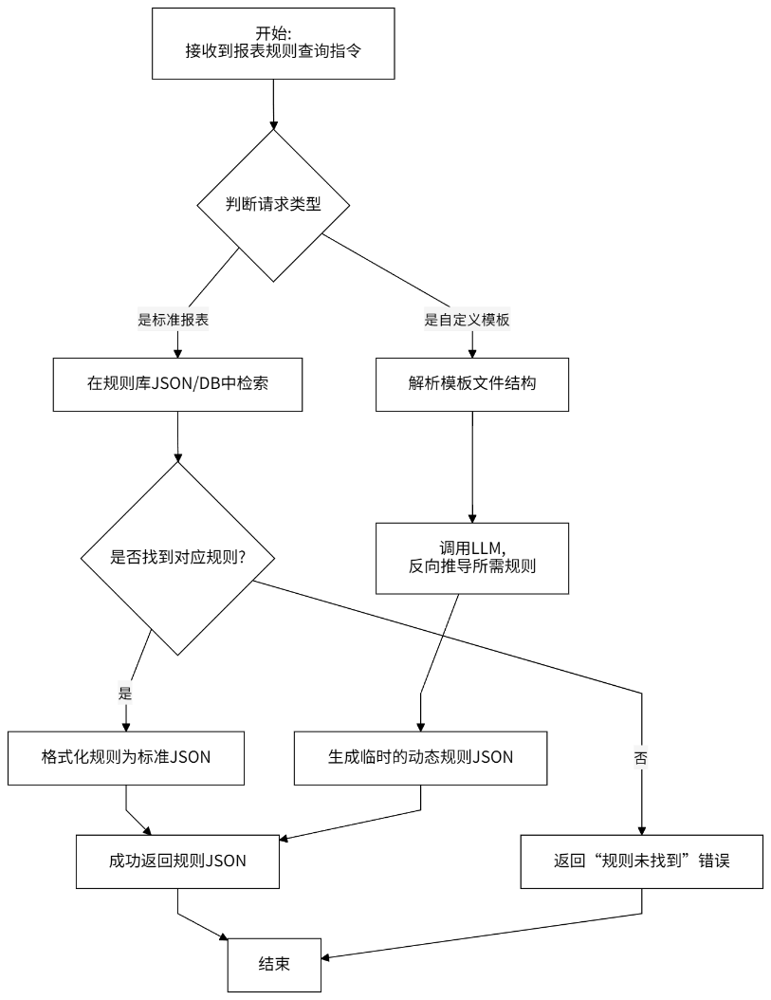 开始:
接收到报表规则查询指令
判断请求类型
是标准报表
是自定义模板
在规则库JSON/DB中检索
解析模板文件结构
是否找到对应规则?
调用LLM,
反向推导所需规则
是
否
格式化规则为标准JSON
生成临时的动态规则JSON
成功返回规则JSON
返回“规则未找到”错误
结束